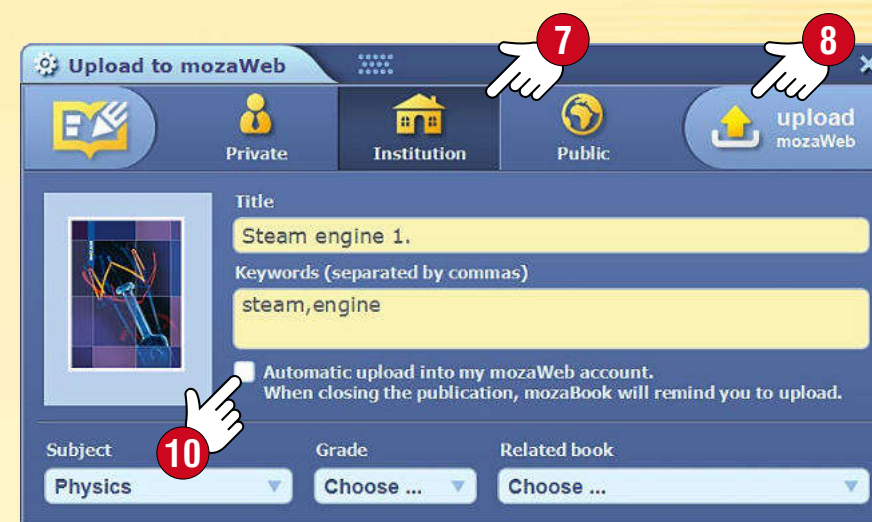 7
8
Upload to mozaWeb
Private
Institution
Public
upload
mozaWeb
Title
Steam engine 1.
Keywords (separated by commas)
steam,engine
Automatic upload into my mozaWeb account.
When closing the publication, mozaBook will remind you to upload.
10
Subject
Grade
Related book
Physics
Choose ...
Choose ...